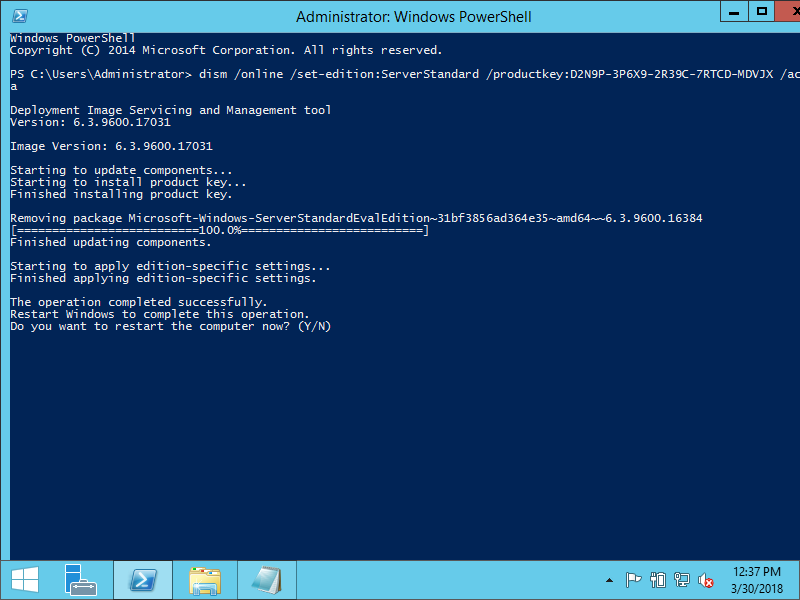 Administrator: Windows PowerShell
Windows PowerShell
Copyright (C) 2014 Microsoft Corporation. All rights reserved.
PS C:\Users\Administrator> dism /online /set-edition:ServerStandard /productkey:D2N9P-3P6X9-2R39C-7RTCD-MDVJX /ac
a
Deployment Image Servicing and Management tool
Version: 6.3.9600.17031
Image Version: 6.3.9600.17031
Starting to update components...
Starting to install product key...
Finished installing product key.
Removing package Microsoft-Windows-ServerStandardEvalEdition~31bf3856ad364e35~amd64~~6.3.9600.16384
[==========================100.0%==========================]
Finished updating components.
Starting to apply edition-specific settings...
Finished applying edition-specific settings.
The operation completed successfully.
Restart Windows to complete this operation.
Do you want to restart the computer now? (Y/N)
12:37 PM
3/30/2018